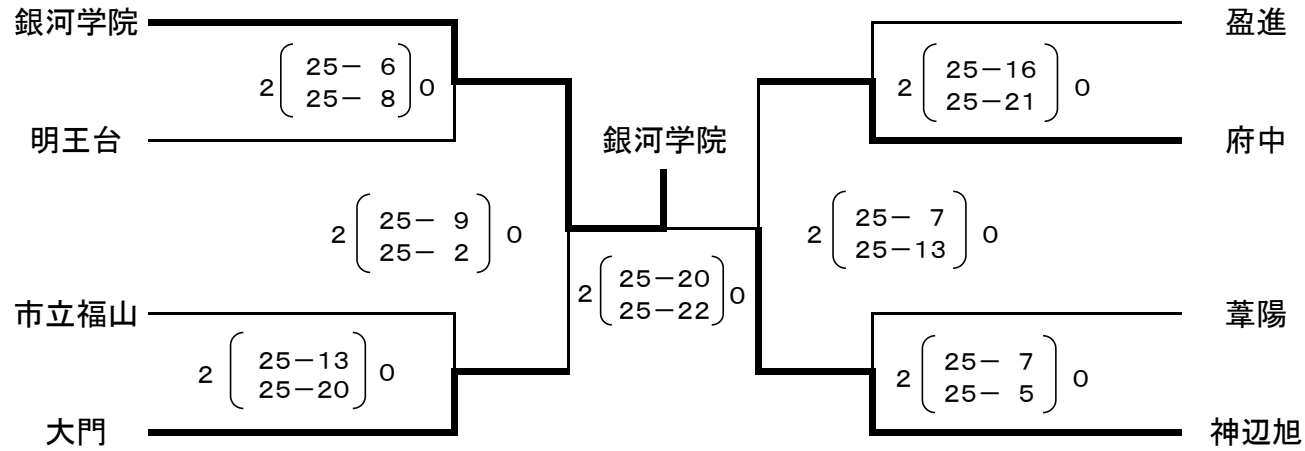 銀河学院
2 25－ 6 0
25－ 8
明王台
2 25－ 9 0
25－ 2
市立福山
2 25－13 0
25－20
大門
銀河学院
2 25－20 0
25－22
盈進
2 25－16 0
25－21
府中
2 25－ 7 0
25－13
葦陽
2 25－ 7 0
25－ 5
神辺旭